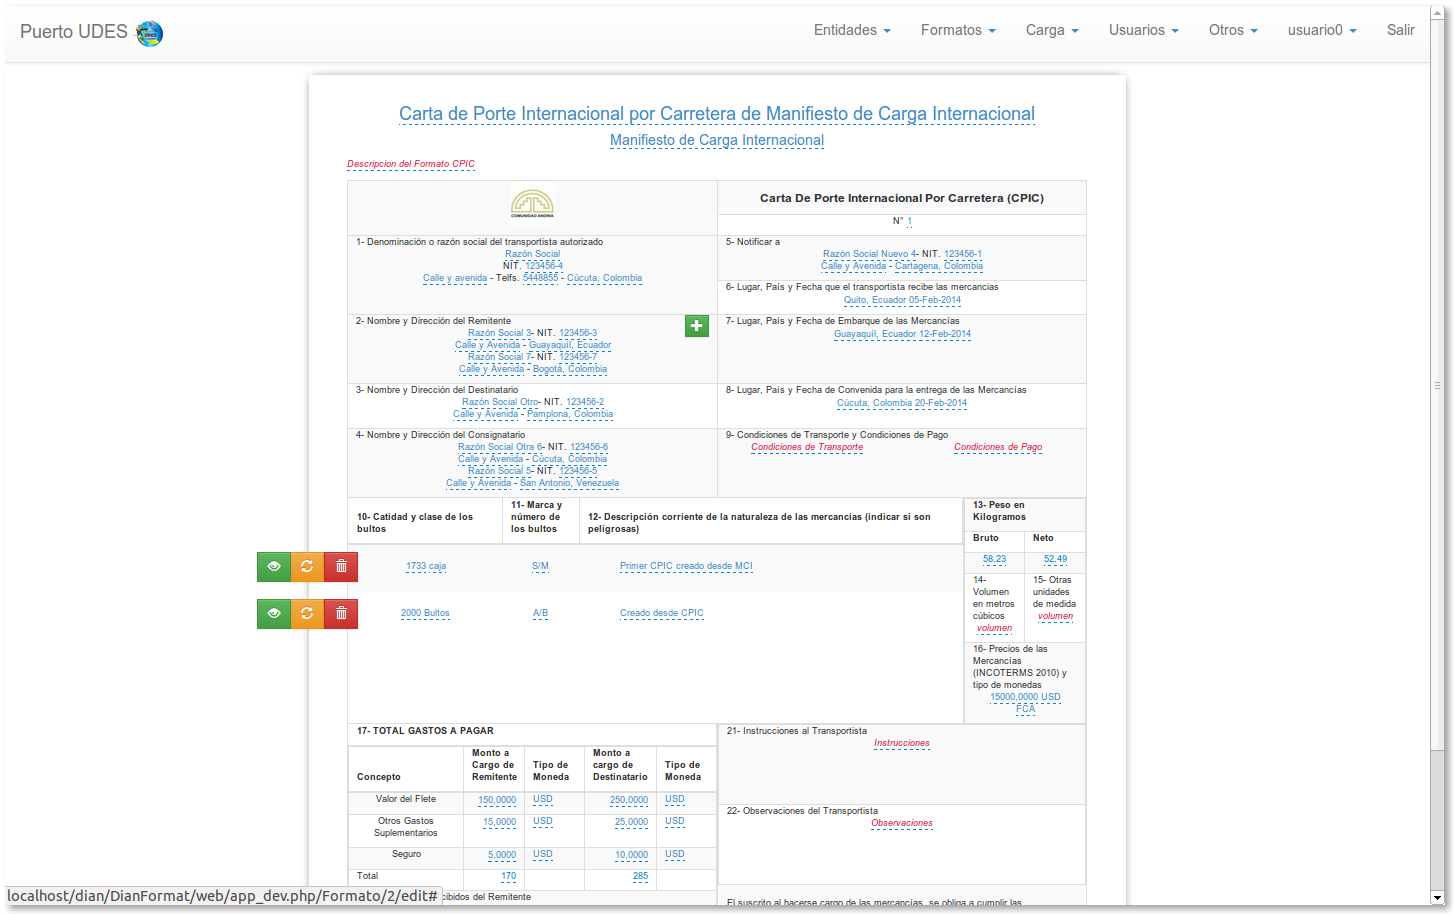 Puerto UDES
Entidades Formatos Carga Usuarios Otros usuario0 Salir
Carta de Porte Internacional por Carretera de Manifiesto de Carga Internacional
Manifiesto de Carga Internacional
Descripcion del Formato CPIC
COMUNIDAD ANDINA
Carta De Porte Internacional Por Carretera (CPIC)
N° 1
1- Denominación o razón social del transportista autorizado
Razón Social
NIT. 123456-4
Calle y avenida - Telfs. 5448855 - Cúcuta, Colombia
5- Notificar a
Razón Social Nuevo 4- NIT. 123456-1
Calle y Avenida - Cartagena, Colombia
6- Lugar, País y Fecha que el transportista recibe las mercancias
Quito, Ecuador 05-Feb-2014
2- Nombre y Dirección del Remitente
Razón Social 3- NIT. 123456-3
Calle y Avenida - Guayaquil, Ecuador
Razón Social 7- NIT. 123456-7
Calle y Avenida - Bogotá, Colombia
7- Lugar, País y Fecha de Embarque de las Mercancías
Guayaquil, Ecuador 12-Feb-2014
3- Nombre y Dirección del Destinatario
Razón Social Otro- NIT. 123456-2
Calle y Avenida - Pamplona, Colombia
8- Lugar, País y Fecha de Convenida para la entrega de las Mercancías
Cúcuta, Colombia 20-Feb-2014
4- Nombre y Dirección del Consignatario
Razón Social Otra 6- NIT. 123456-6
Calle y Avenida - Cúcuta, Colombia
Razón Social 5- NIT. 123456-5
Calle y Avenida - San Antonio, Venezuela
9- Condiciones de Transporte y Condiciones de Pago
Condiciones de Transporte Condiciones de Pago
10- Catidad y clase de los
bultos
11- Marca y
número de
los bultos
12- Descripción corriente de la naturaleza de las mercancías (indicar si son
peligrosas)
13- Peso en
Kilogramos
Bruto Neto
58.23 52.49
1733 caja S/M Primer CPIC creado desde MCI
2000 Bultos A/B Creado desde CPIC
14-
Volumen
en metros
cúbicos
volumen
15- Otras
unidades
de medida
volumen
16- Precios de las
Mercancías
(INCOTERMS 2010) y
tipo de monedas
15000,0000 USD
FCA
17- TOTAL GASTOS A PAGAR
Concepto
Monto a
Cargo de
Remitente
Tipo de
Moneda
Monto a
cargo de
Destinatario
Tipo de
Moneda
Valor del Flete 150,0000 USD 250,0000 USD
Otros Gastos
Suplementarios
15,0000 USD 25,0000 USD
Seguro 5,0000 USD 10,0000 USD
Total 170 285
21- Instrucciones al Transportista
Instrucciones
22- Observaciones del Transportista
Observaciones
cibidos del Remitente
El suscrito al hacerse cargo de las mercancías, se obliga a cumplir las
localhost/dian/DianFormat/web/app_dev.php/Formato/2/edit#